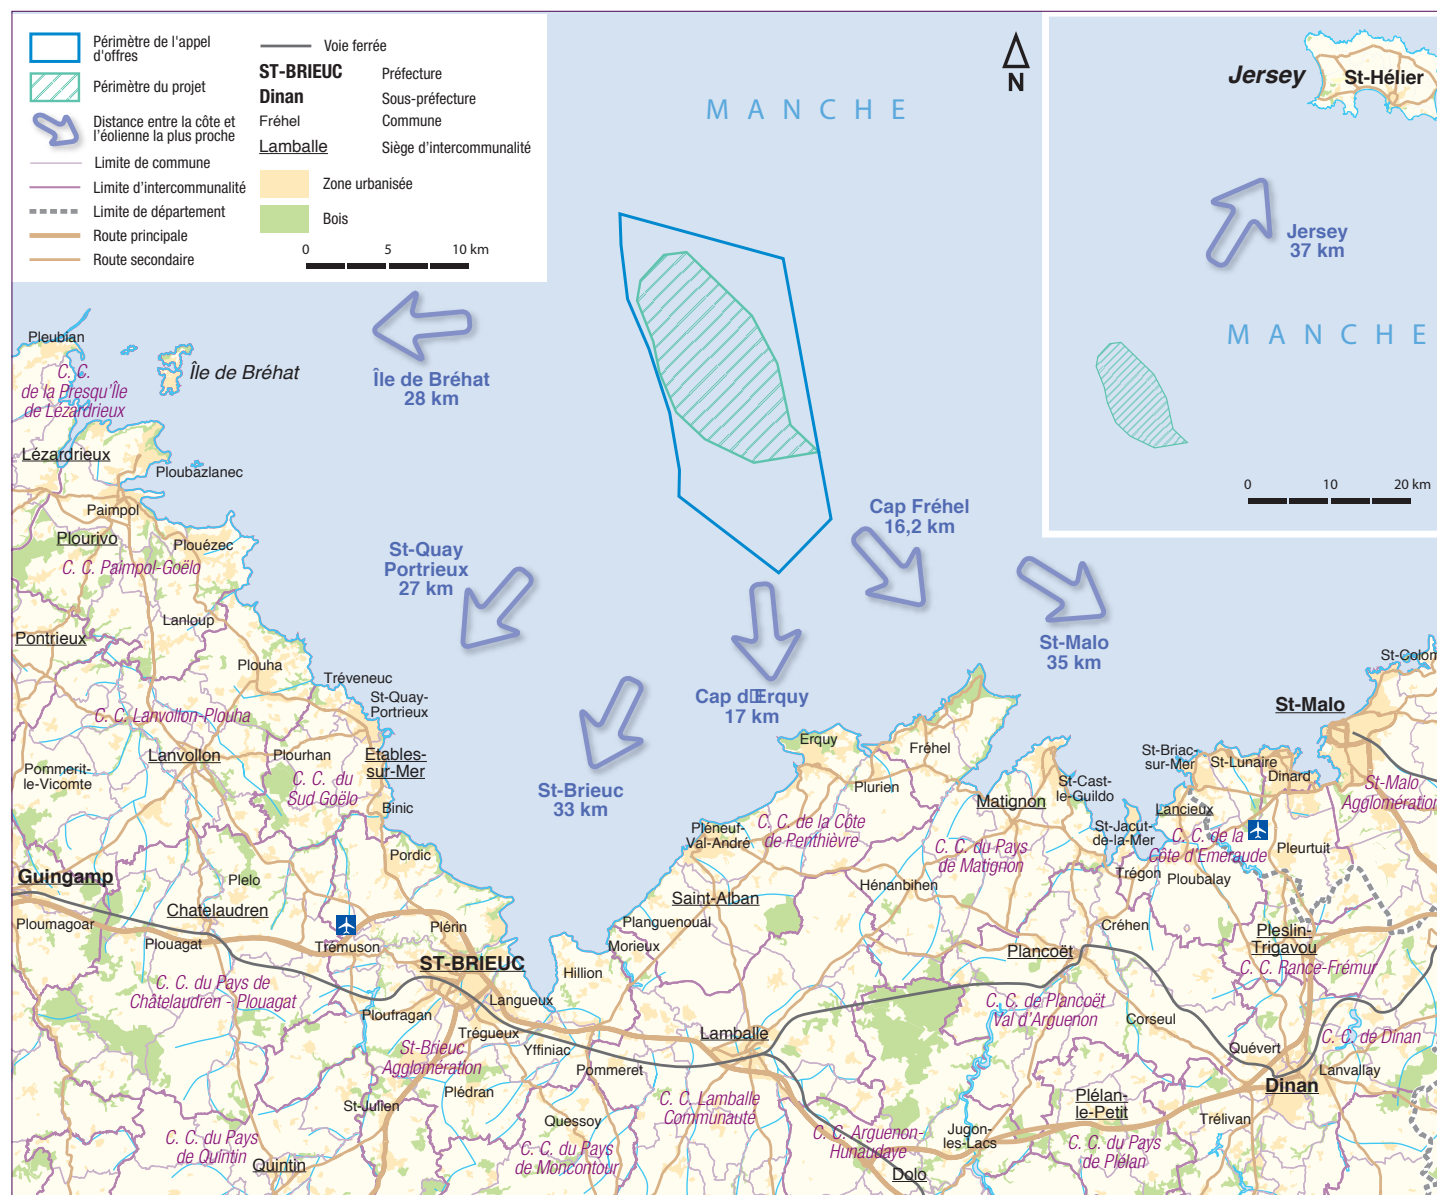 Périmètre de l'appel
d'offres
Périmètre du projet
Distance entre la côte et
l'éolienne la plus proche
Limite de commune
Limite d'intercommunalité
Limite de département
Route principale
Route secondaire
Voie ferrée
ST-BRIEUC Préfecture
Dinan Sous-préfecture
Fréhel Commune
Lamballe Siège d'intercommunalité
Zone urbanisée
Bois
0 5 10 km
N
MANCHE
Jersey
St-Hélier
Jersey
37 km
MANCHE
0 10 20 km
Île de Bréhat
28 km
Cap Fréhel
16,2 km
St-Quay
Portrieux
27 km
St-Malo
35 km
Cap d Erquy
17 km
St-Brieuc
33 km
Pleubian
Île de Bréhat
C. C.
de la Presqu'Île
de Lézardrieux
Lézardrieux
Ploubazlanec
Paimpol
Plourivo
Plouézec
C. C. Paimpol-Goëlo
Lanloup
Pontrieux
Plouha
Tréveneuc
St-Quay-
Portrieux
C. C. Lanvollon-Plouha
Lanvollon
Plourhan
Etables-
sur-Mer
Pommerit-
le-Vicomte
C. C. du
Sud Goëlo
Binic
Pordic
Guingamp
Plelo
Chatelaudren
Ploumagoar
Plouagat
Trémuson
Plérin
ST-BRIEUC
C. C. du Pays de
Châtelaudren - Plouagat
Langueux
Ploufragan
Trégueux
Yffiniac
St-Brieuc
Agglomération
Plédran
St-Julien
C. C. du Pays
de Quintin
Quintin
Hillion
Morieux
Planguenoual
Saint-Alban
Pléneuf-
Val-André
Erquy
Plurien
Fréhel
C. C. de la Côte
de Penthièvre
Matignon
C. C. du Pays
de Matignon
Hénanbihen
St-Cast-
le-Guildo
St-Jacut-
de-la-Mer
Trégon
St-Briac-
sur-Mer
St-Lunaire
Dinard
Lancieux
C. C. de la
Côte d'Emeraude
Ploubalay
Pleurtuit
St-Malo
St-Colom
St-Malo
Agglomération
Créhen
Pleslin-
Trigavou
C. C. Rance-Frémur
Plancoët
C. C. de Plancoët
Val d'Arguenon
Corseul
Quévert
C. C. de Dinan
Lanvallay
Dinan
Trélivan
Plélan-
le-Petit
C. C. du Pays
de Plélan
Jugon-
les-Lacs
C. C. Arguenon-
Hunaudaye
Dolo
Lamballe
Pommeret
C. C. Lamballe
Communauté
Quessoy
C. C. du Pays
de Moncontour